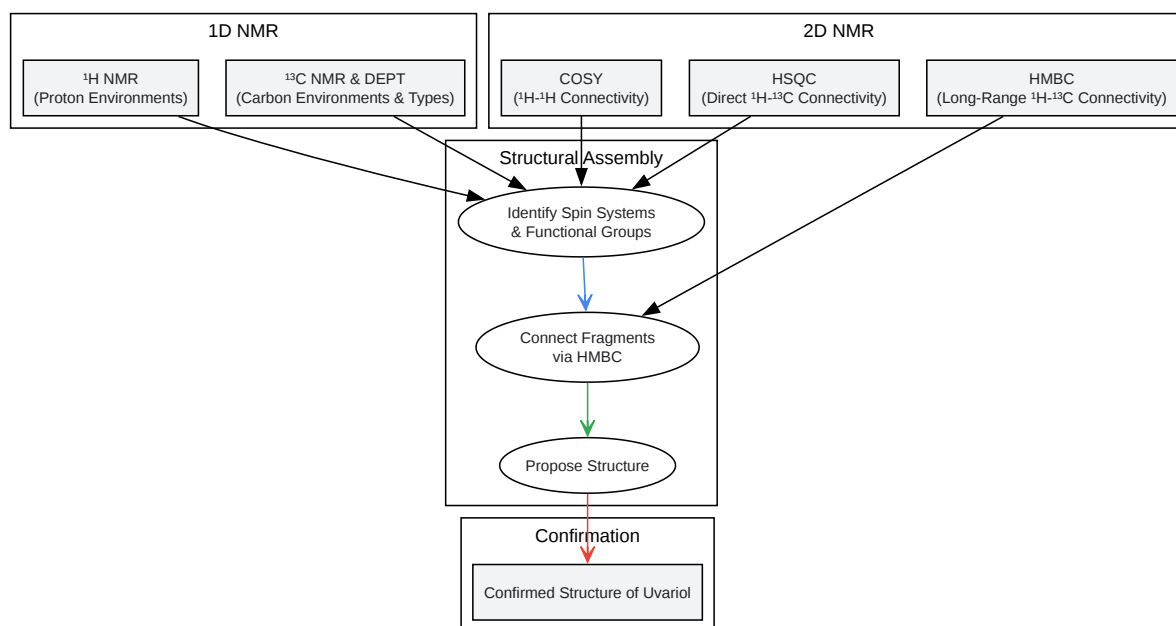 1D NMR
2D NMR
¹H NMR
(Proton Environments)
¹³C NMR & DEPT
(Carbon Environments & Types)
COSY
(¹H-¹H Connectivity)
HSQC
(Direct ¹H-¹³C Connectivity)
HMBC
(Long-Range ¹H-¹³C Connectivity)
Structural Assembly
Identify Spin Systems
& Functional Groups
Connect Fragments
via HMBC
Propose Structure
Confirmation
Confirmed Structure of Uvariol